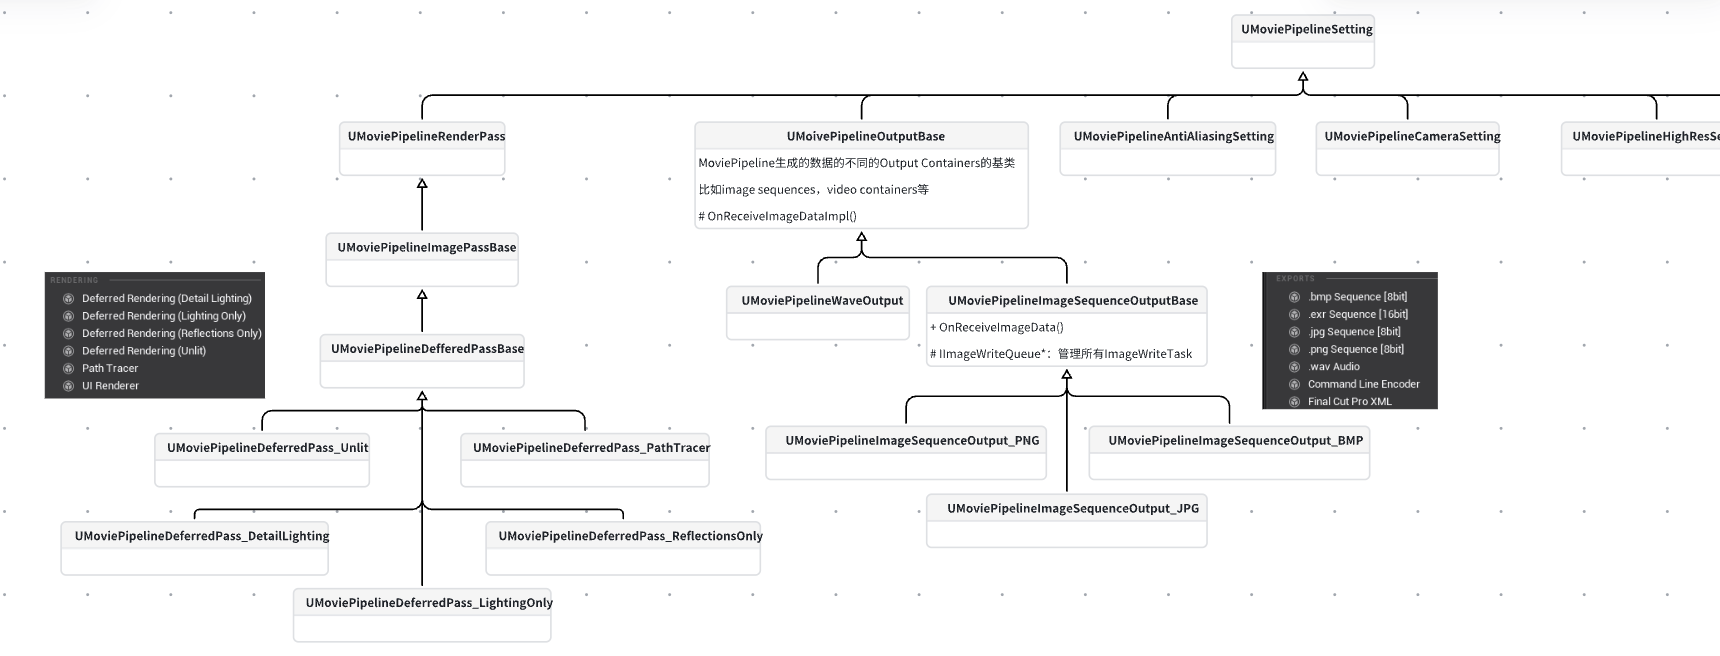 UMoviePipelineSetting
UMoviePipelineRenderPass
UMoivePipelineOutputBase
MoviePipeline生成的数据的不同的Output Containers的基类
比如image sequences，video containers等
# OnReceiveImageDataImpl()
UMoviePipelineAntiAliasingSetting
UMoviePipelineCameraSetting
UMoviePipelineHighResSe
UMoviePipelineImagePassBase
UMoviePipelineDefferedPassBase
RENDERING
Deferred Rendering (Detail Lighting)
Deferred Rendering (Lighting Only)
Deferred Rendering (Reflections Only)
Deferred Rendering (Unlit)
Path Tracer
UI Renderer
UMoviePipelineWaveOutput
UMoviePipelineImageSequenceOutputBase
+ OnReceiveImageData()
# IImageWriteQueue*：管理所有ImageWriteTask
EXPORTS
.bmp Sequence [8bit]
.exr Sequence [16bit]
.jpg Sequence [8bit]
.png Sequence [8bit]
.wav Audio
Command Line Encoder
Final Cut Pro XML
UMoviePipelineDeferredPass_Unlit
UMoviePipelineDeferredPass_PathTracer
UMoviePipelineImageSequenceOutput_PNG
UMoviePipelineImageSequenceOutput_BMP
UMoviePipelineImageSequenceOutput_JPG
UMoviePipelineDeferredPass_DetailLighting
UMoviePipelineDeferredPass_ReflectionsOnly
UMoviePipelineDeferredPass_LightingOnly